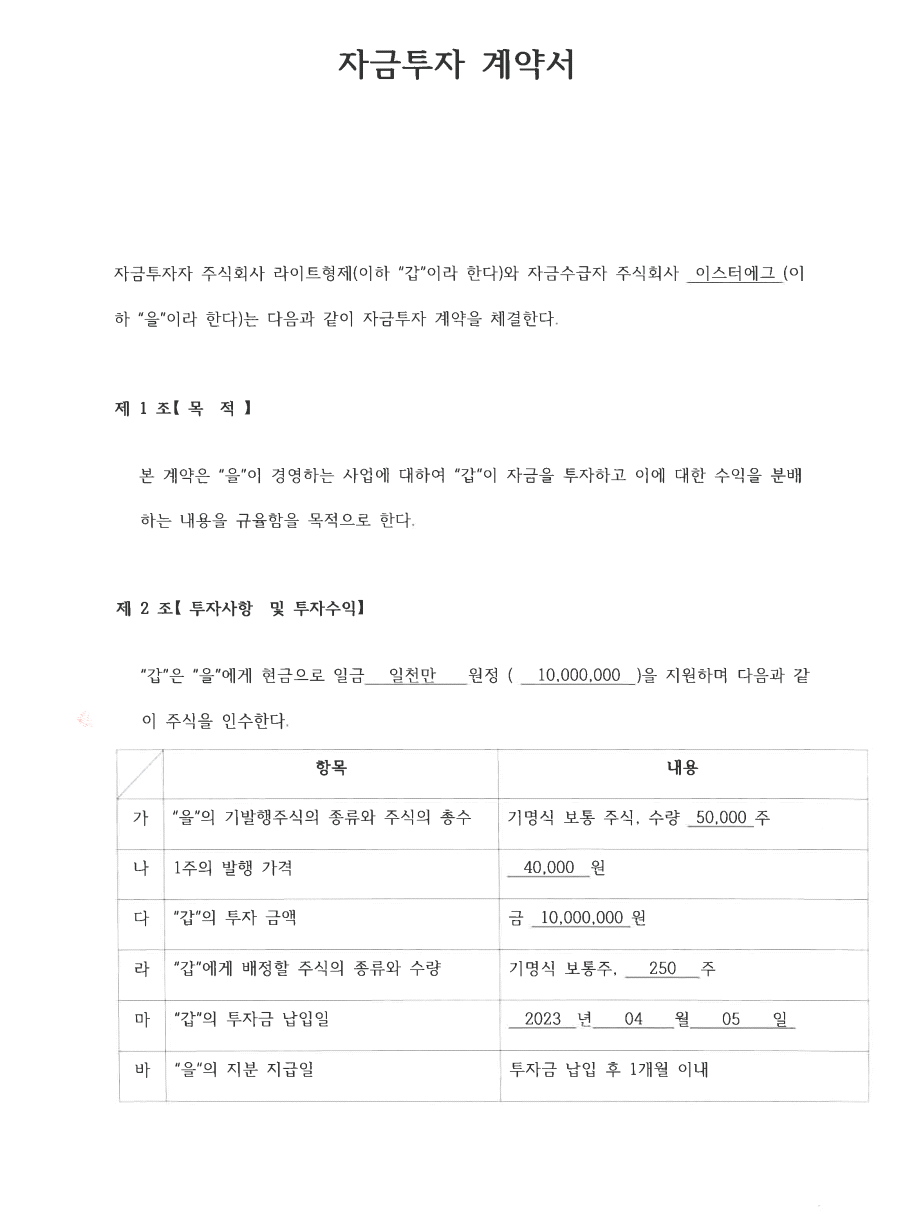 자금투자 계약서
자금투자자 주식회사 라이트형제(이하 "갑"이라 한다)와 자금수급자 주식회사 이스터에그 (이
하 "을"이라 한다)는 다음과 같이 자금투자 계약을 체결한다.
제 1 조【 목 적 】
본 계약은 "을"이 경영하는 사업에 대하여 "갑"이 자금을 투자하고 이에 대한 수익을 분배
하는 내용을 규율함을 목적으로 한다.
제 2 조【 투자사항 및 투자수익】
"갑"은 "을"에게 현금으로 일금 일천만 원정 ( 10,000,000 )을 지원하며 다음과 같
이 주식을 인수한다.
항목 내용
가 "을"의 기발행주식의 종류와 주식의 총수 기명식 보통 주식, 수량 50,000 주
나 1주의 발행 가격 40,000 원
다 "갑"의 투자 금액 금 10,000,000 원
라 "갑"에게 배정할 주식의 종류와 수량 기명식 보통주, 250 주
마 "갑"의 투자금 납입일 2023 년 04 월 05 일
바 "을"의 지분 지급일 투자금 납입 후 1개월 이내